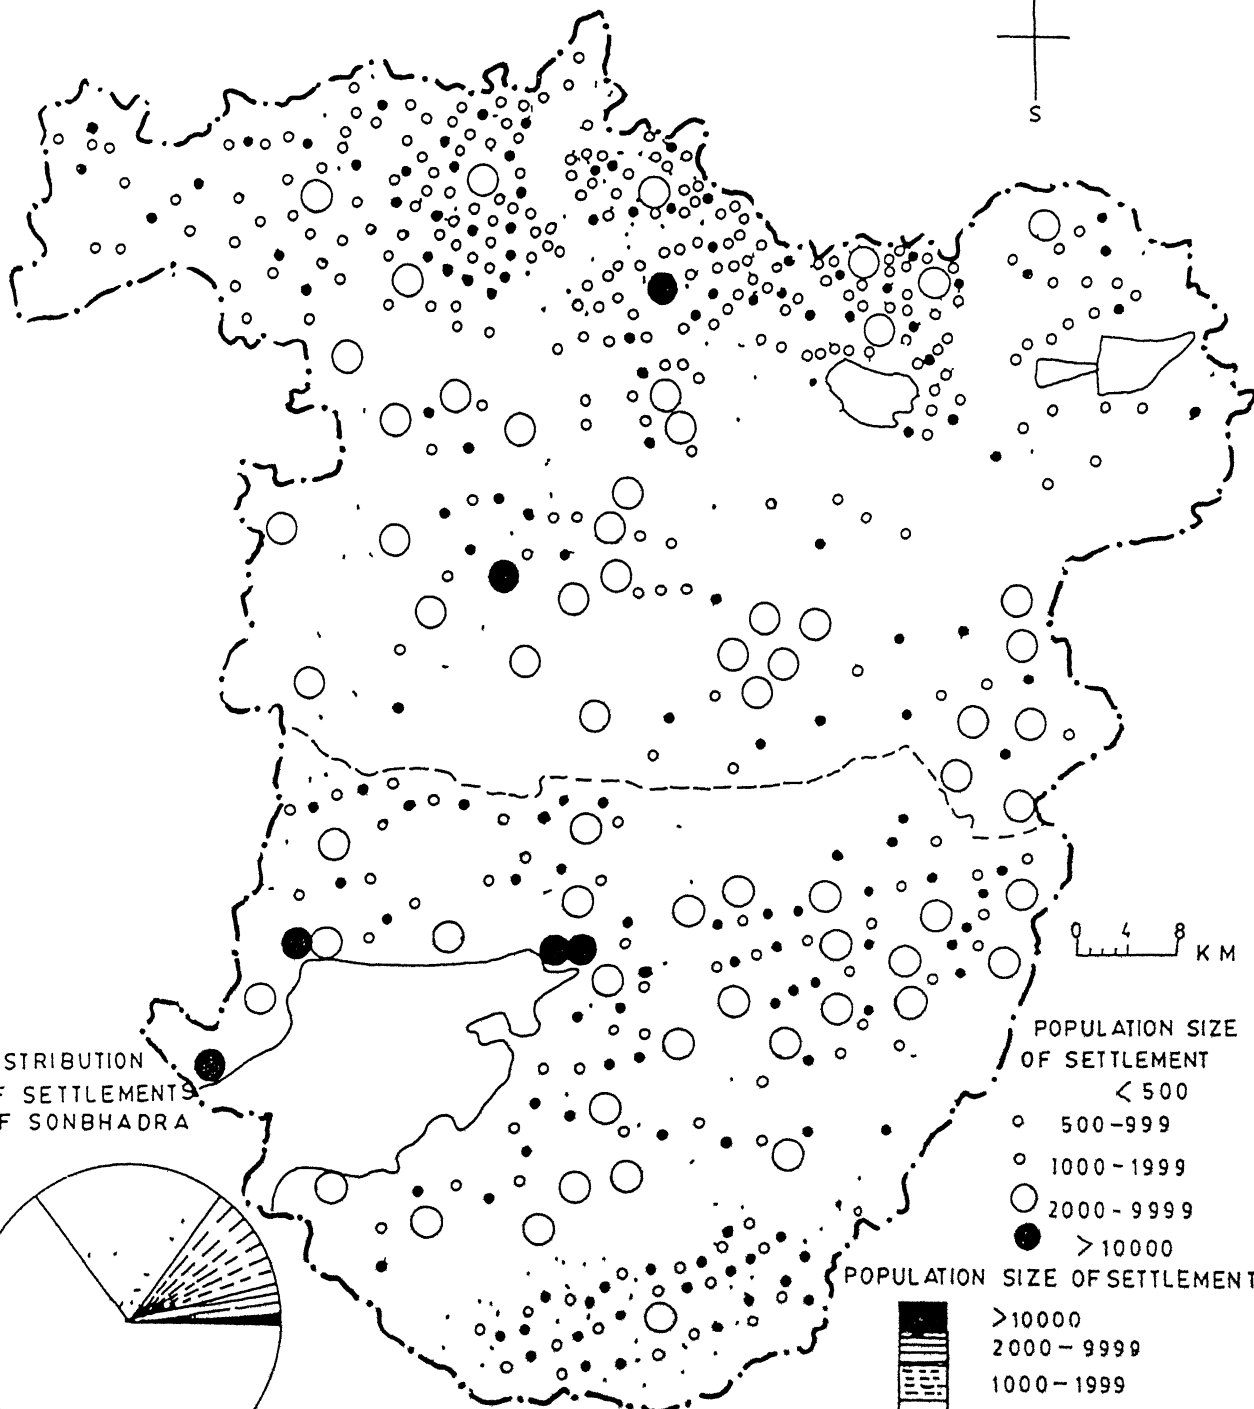 S
0 4 8
KM
POPULATION SIZE
OF SETTLEMENT
< 500
500-999
1000-1999
2000-9999
>10000
STRIBUTION
F SETTLEMENTS
F SONBHADRA
POPULATION SIZE OF SETTLEMENT
>10000
2000-9999
1000-1999